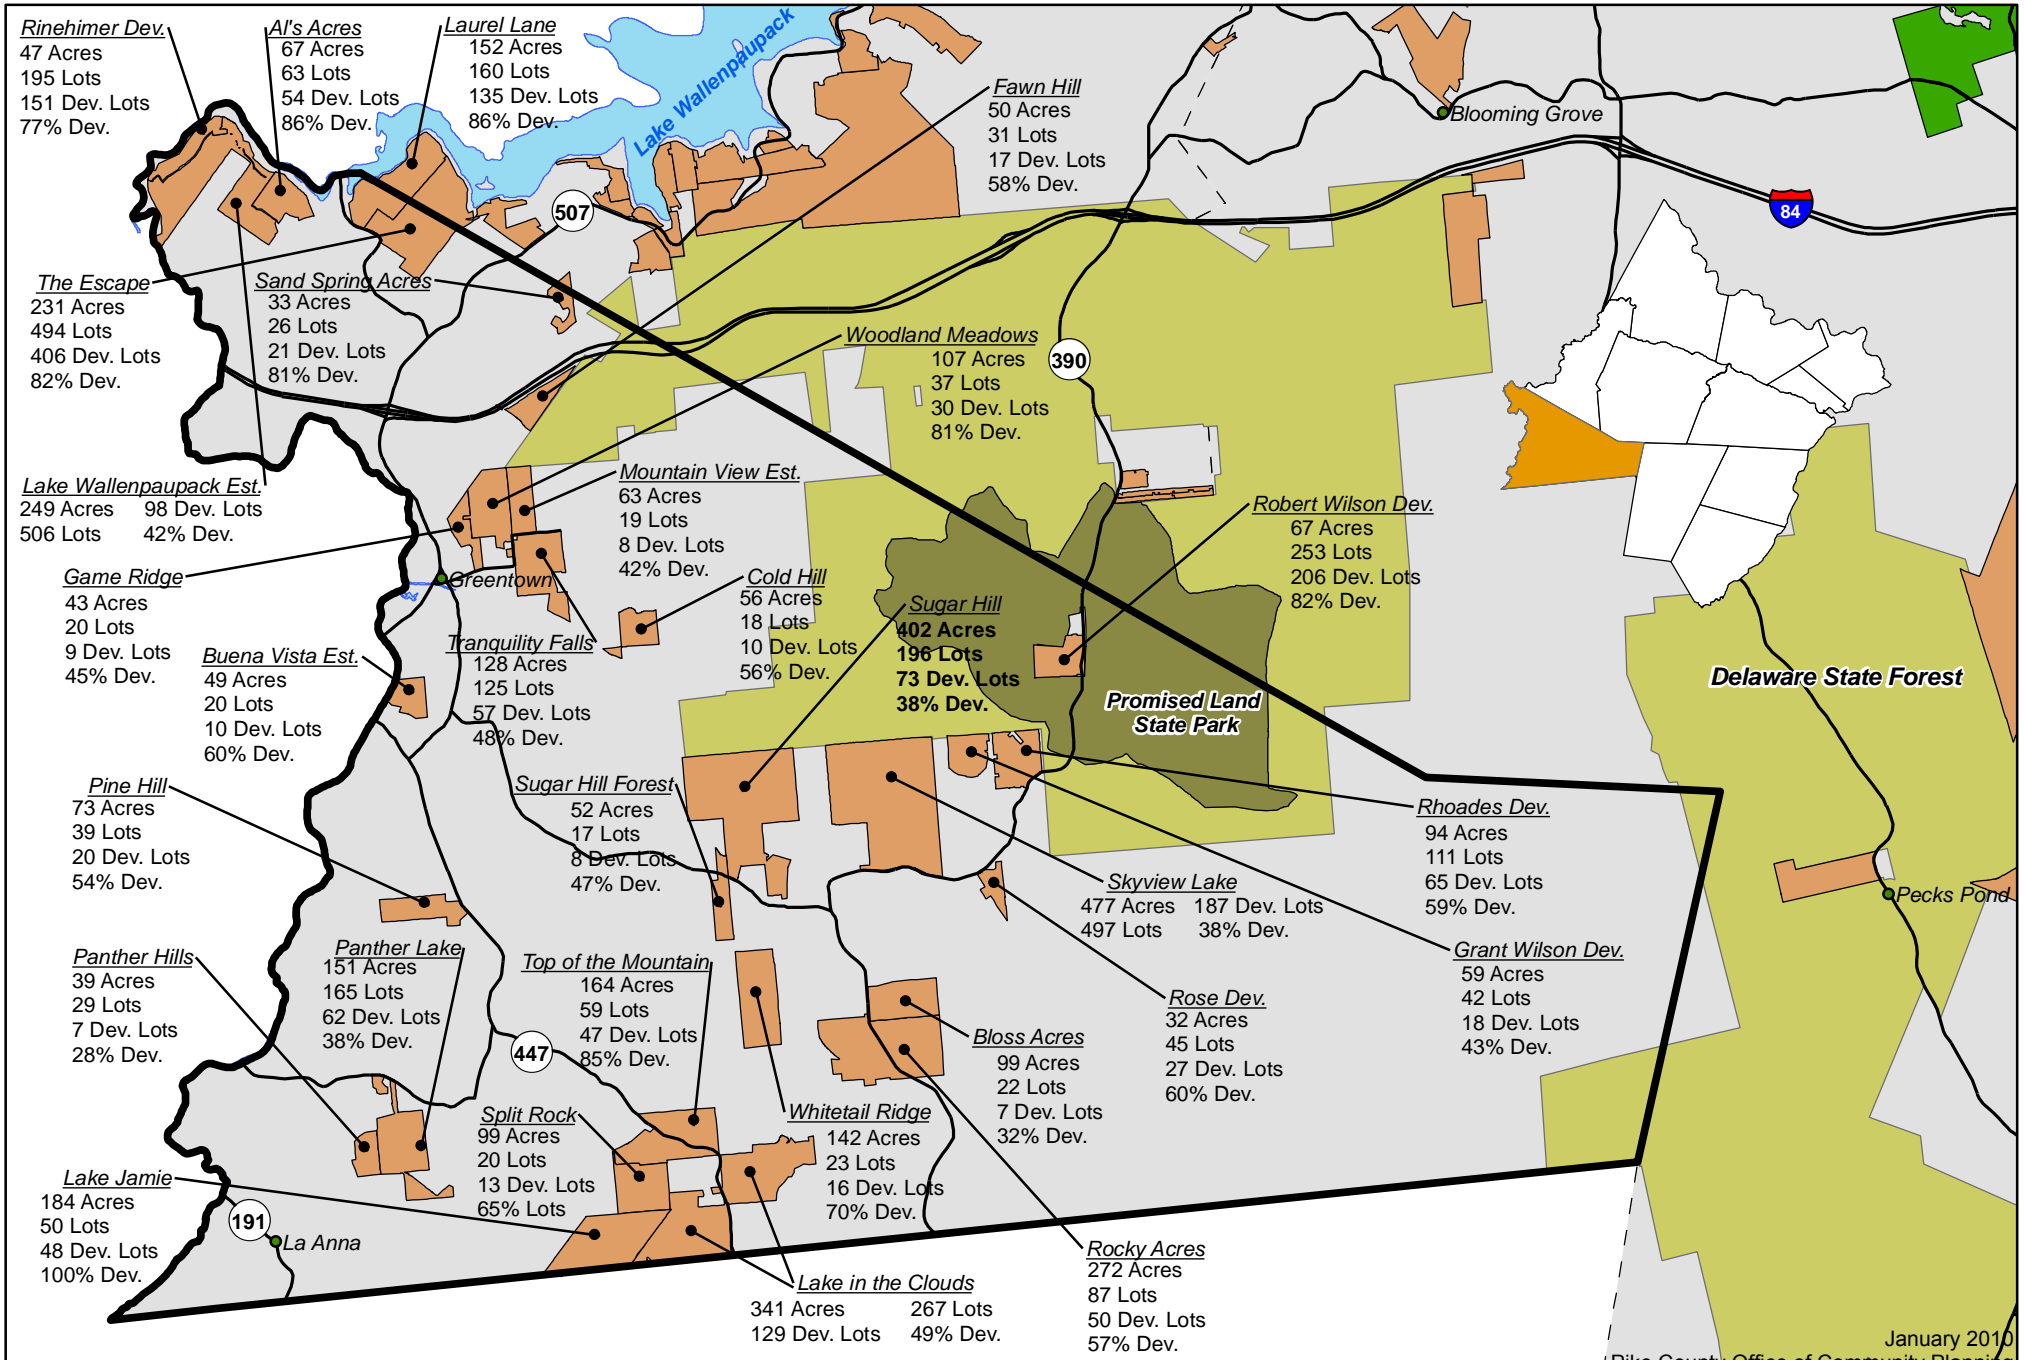 Rinehimer Dev.
47 Acres
195 Lots
151 Dev. Lots
77% Dev.
Al's Acres
67 Acres
63 Lots
54 Dev. Lots
86% Dev.
Laurel Lane
152 Acres
160 Lots
135 Dev. Lots
86% Dev.
Lake Wallenpaupack
Fawn Hill
50 Acres
31 Lots
17 Dev. Lots
58% Dev.
Blooming Grove
84
507
The Escape
231 Acres
494 Lots
406 Dev. Lots
82% Dev.
Sand Spring Acres
33 Acres
26 Lots
21 Dev. Lots
81% Dev.
Woodland Meadows
107 Acres
37 Lots
30 Dev. Lots
81% Dev.
390
Lake Wallenpaupack Est.
249 Acres 98 Dev. Lots
506 Lots 42% Dev.
Mountain View Est.
63 Acres
19 Lots
8 Dev. Lots
42% Dev.
Robert Wilson Dev.
67 Acres
253 Lots
206 Dev. Lots
82% Dev.
Game Ridge
43 Acres
20 Lots
9 Dev. Lots
45% Dev.
Greentown
Cold Hill
56 Acres
18 Lots
10 Dev. Lots
56% Dev.
Sugar Hill
402 Acres
196 Lots
73 Dev. Lots
38% Dev.
Buena Vista Est.
49 Acres
20 Lots
10 Dev. Lots
60% Dev.
Tranquility Falls
128 Acres
125 Lots
57 Dev. Lots
48% Dev.
Promised Land
State Park
Delaware State Forest
Pine Hill
73 Acres
39 Lots
20 Dev. Lots
54% Dev.
Sugar Hill Forest
52 Acres
17 Lots
8 Dev. Lots
47% Dev.
Rhoades Dev.
94 Acres
111 Lots
65 Dev. Lots
59% Dev.
Skyview Lake
477 Acres 187 Dev. Lots
497 Lots 38% Dev.
Pecks Pond
Panther Hills
39 Acres
29 Lots
7 Dev. Lots
28% Dev.
Panther Lake
151 Acres
165 Lots
62 Dev. Lots
38% Dev.
Top of the Mountain
164 Acres
59 Lots
47 Dev. Lots
85% Dev.
447
Grant Wilson Dev.
59 Acres
42 Lots
18 Dev. Lots
43% Dev.
Rose Dev.
32 Acres
45 Lots
27 Dev. Lots
60% Dev.
Bloss Acres
99 Acres
22 Lots
7 Dev. Lots
32% Dev.
Split Rock
99 Acres
20 Lots
13 Dev. Lots
65% Lots
Whitetail Ridge
142 Acres
23 Lots
16 Dev. Lots
70% Dev.
Lake Jamie
184 Acres
50 Lots
48 Dev. Lots
100% Dev.
191
La Anna
Rocky Acres
272 Acres
87 Lots
50 Dev. Lots
57% Dev.
Lake in the Clouds
341 Acres 267 Lots
129 Dev. Lots 49% Dev.
January 2010
Pike County Office of Community Planning